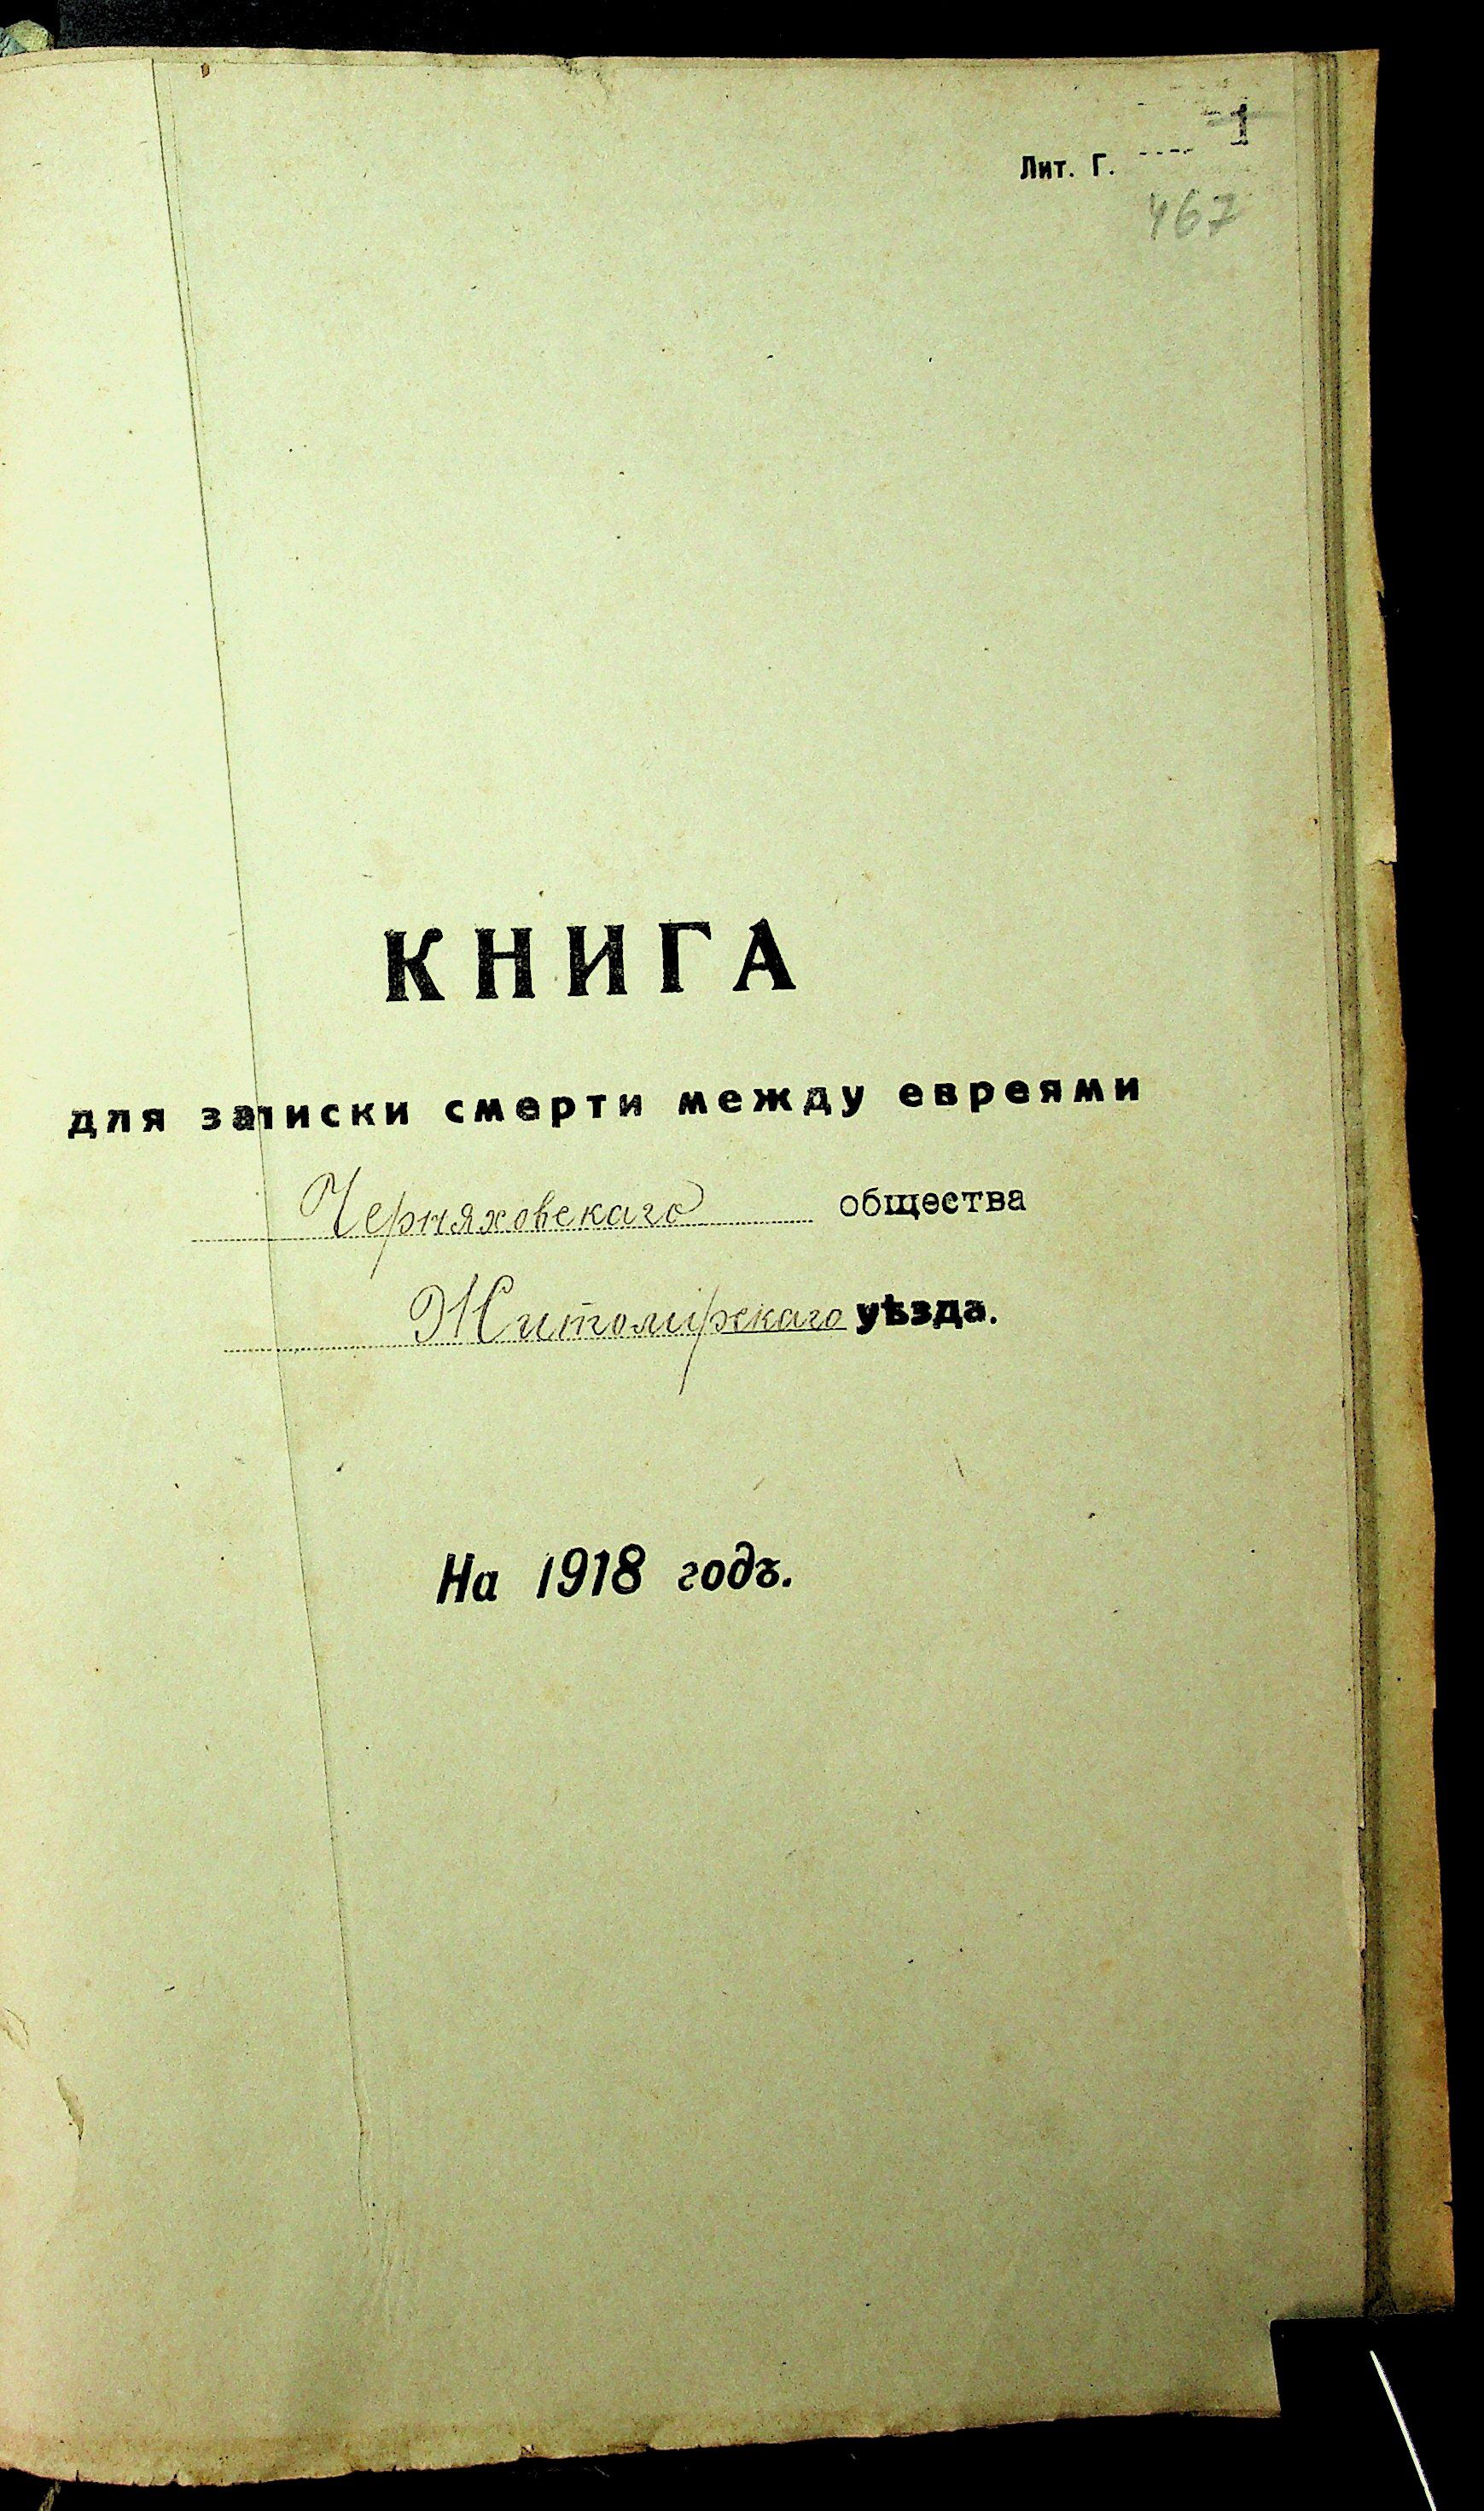 1
Лит. Г.
467
КНИГА
для записки смерти между евреями
Черняховскаго общества
Житомирскаго уѣзда.
На 1918 годъ.